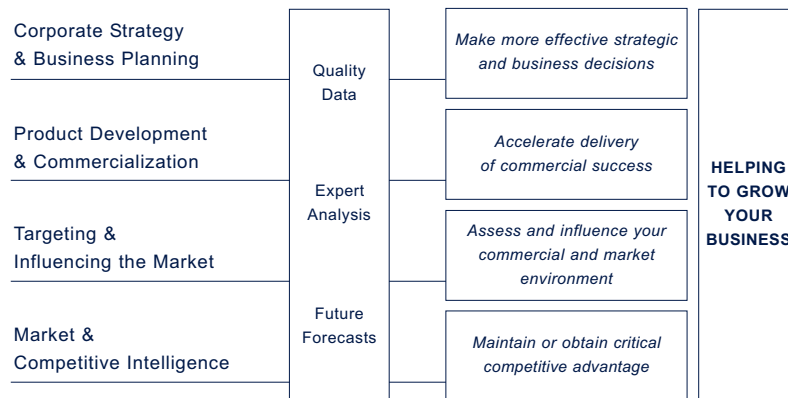 Corporate Strategy
& Business Planning
Product Development
& Commercialization
Targeting &
Influencing the Market
Market &
Competitive Intelligence
Quality
Data
Expert
Analysis
Future
Forecasts
Make more effective strategic
and business decisions
Accelerate delivery
of commercial success
Assess and influence your
commercial and market
environment
Maintain or obtain critical
competitive advantage
HELPING
TO GROW
YOUR
BUSINESS